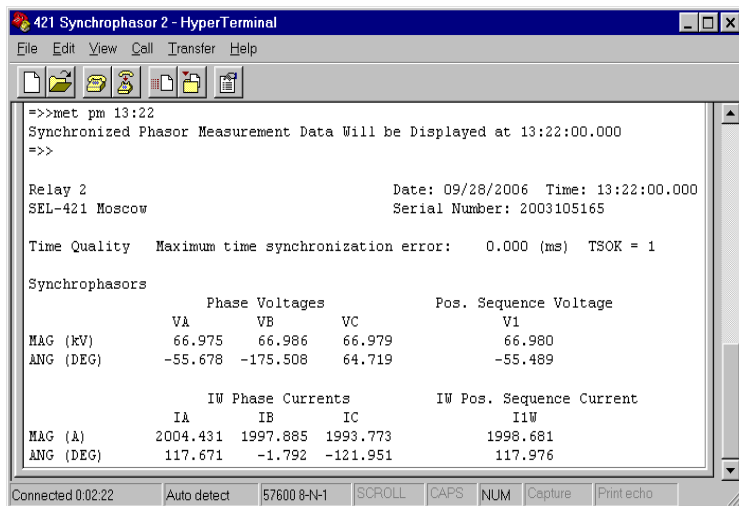 421 Synchrophasor 2 - HyperTerminal
File Edit View Call Transfer Help
=>>met pm 13:22
Synchronized Phasor Measurement Data Will be Displayed at 13:22:00.000
=>>
Relay 2 Date: 09/28/2006 Time: 13:22:00.000
SEL-421 Moscow Serial Number: 2003105165
Time Quality Maximum time synchronization error: 0.000 (ms) TSOK = 1
Synchrophasors
Phase Voltages Pos. Sequence Voltage
VA VB VC V1
MAG (kV) 66.975 66.986 66.979 66.980
ANG (DEG) -55.678 -175.508 64.719 -55.489
IW Phase Currents IW Pos. Sequence Current
IA IB IC I1W
MAG (A) 2004.431 1997.885 1993.773 1998.681
ANG (DEG) 117.671 -1.792 -121.951 117.976
Connected 0:02:22 Auto detect 57600 8-N-1 SCROLL CAPS NUM Capture Print echo